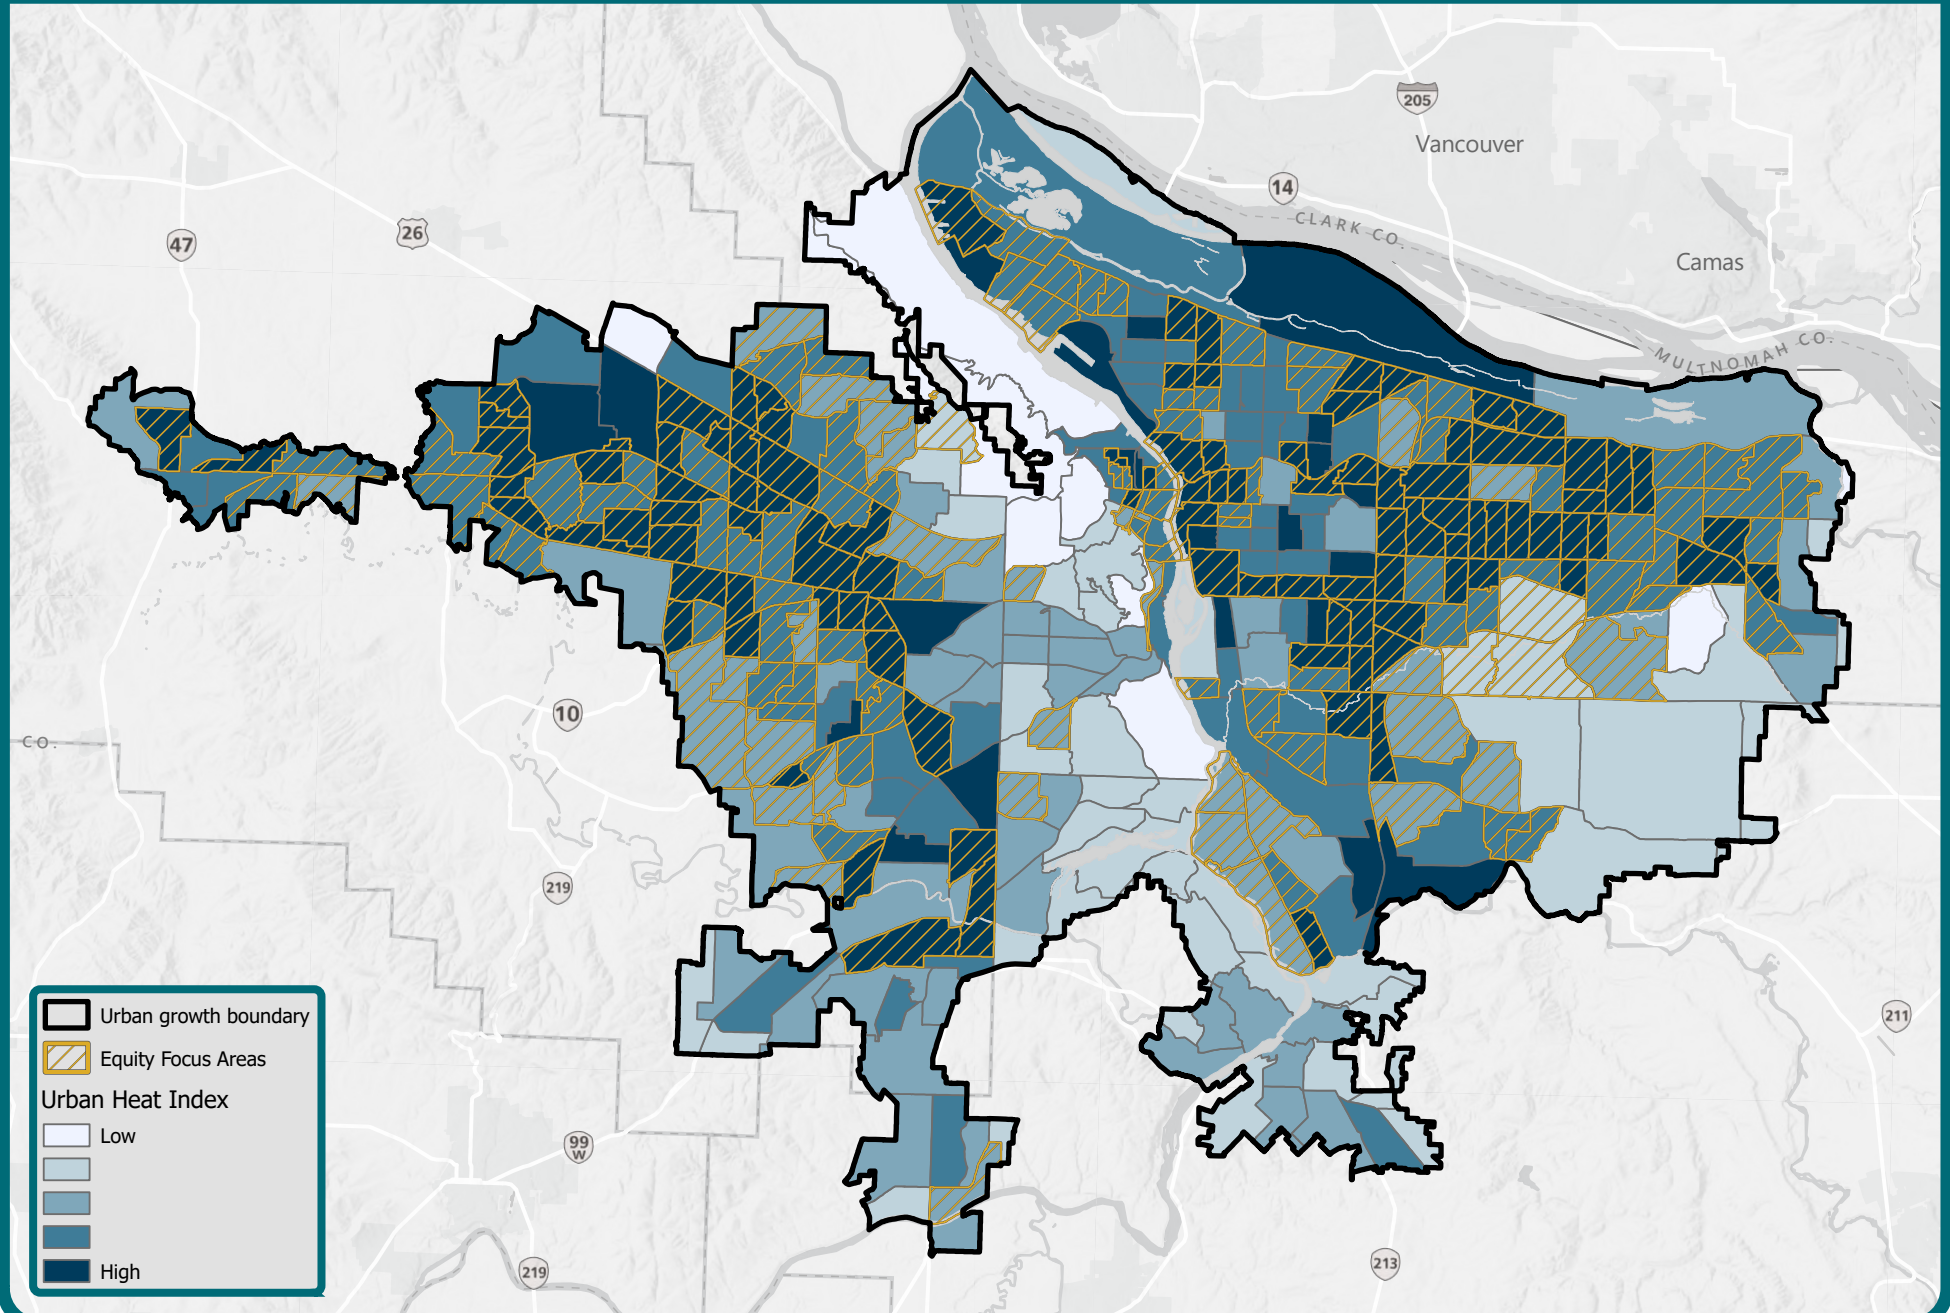 205
Vancouver
14
CLARK CO.
47
26
Camas
MULTNOMAH CO.
10
CO.
219
Urban growth boundary
Equity Focus Areas
Urban Heat Index
Low
High
211
99
W
219
213